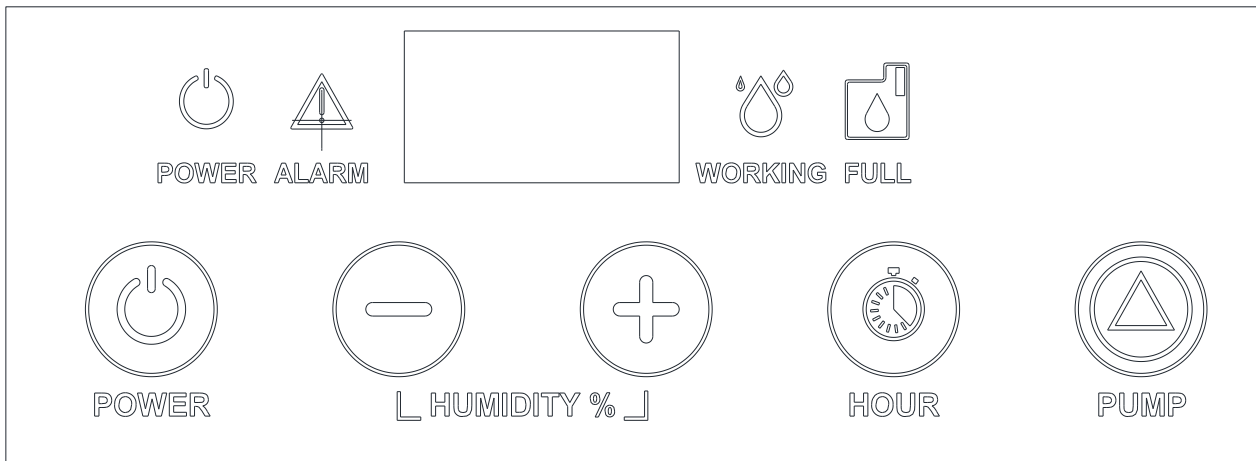 POWER ALARM WORKING FULL
POWER HUMIDITY % HOUR PUMP